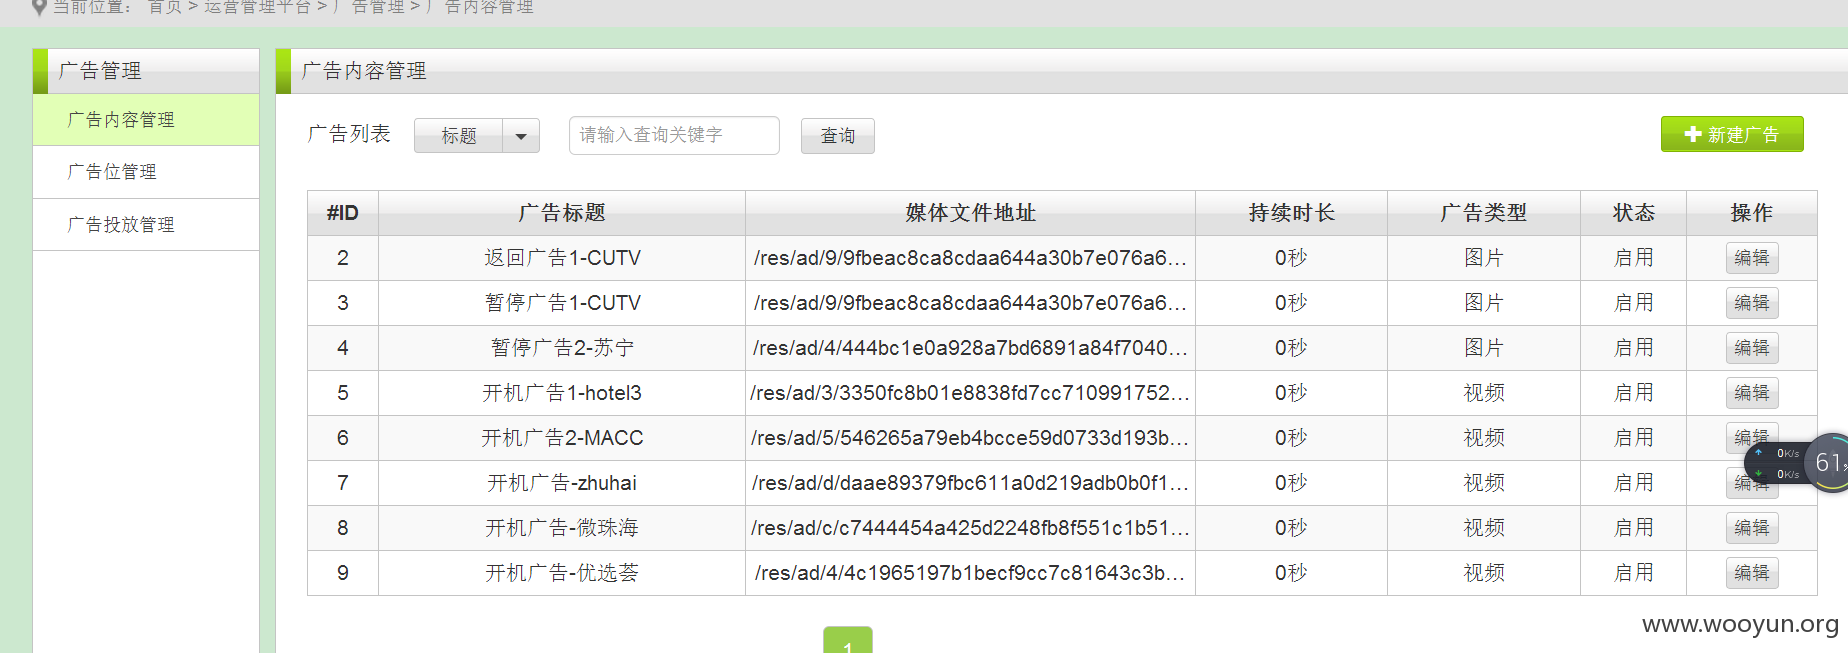 当前位置： 首页 > 运营管理平台 > 广告管理 > 广告内容管理
广告管理
广告内容管理
广告位管理
广告投放管理
广告内容管理
广告列表 标题 请输入查询关键字 查询 新建广告
#ID 广告标题 媒体文件地址 持续时长 广告类型 状态 操作
2 返回广告1-CUTV /res/ad/9/9fbeac8ca8cdaa644a30b7e076a6... 0秒 图片 启用 编辑
3 暂停广告1-CUTV /res/ad/9/9fbeac8ca8cdaa644a30b7e076a6... 0秒 图片 启用 编辑
4 暂停广告2-苏宁 /res/ad/4/444bc1e0a928a7bd6891a84f7040... 0秒 图片 启用 编辑
5 开机广告1-hotel3 /res/ad/3/3350fc8b01e8838fd7cc710991752... 0秒 视频 启用 编辑
6 开机广告2-MACC /res/ad/5/546265a79eb4bcce59d0733d193b... 0秒 视频 启用 编辑
7 开机广告-zhuhai /res/ad/d/daae89379fbc611a0d219adb0b0f1... 0秒 视频 启用 编辑
8 开机广告-微珠海 /res/ad/c/c7444454a425d2248fb8f551c1b51... 0秒 视频 启用 编辑
9 开机广告-优选荟 /res/ad/4/4c1965197b1becf9cc7c81643c3b... 0秒 视频 启用 编辑
0K/s
0K/s
61%
1
www.wooyun.org